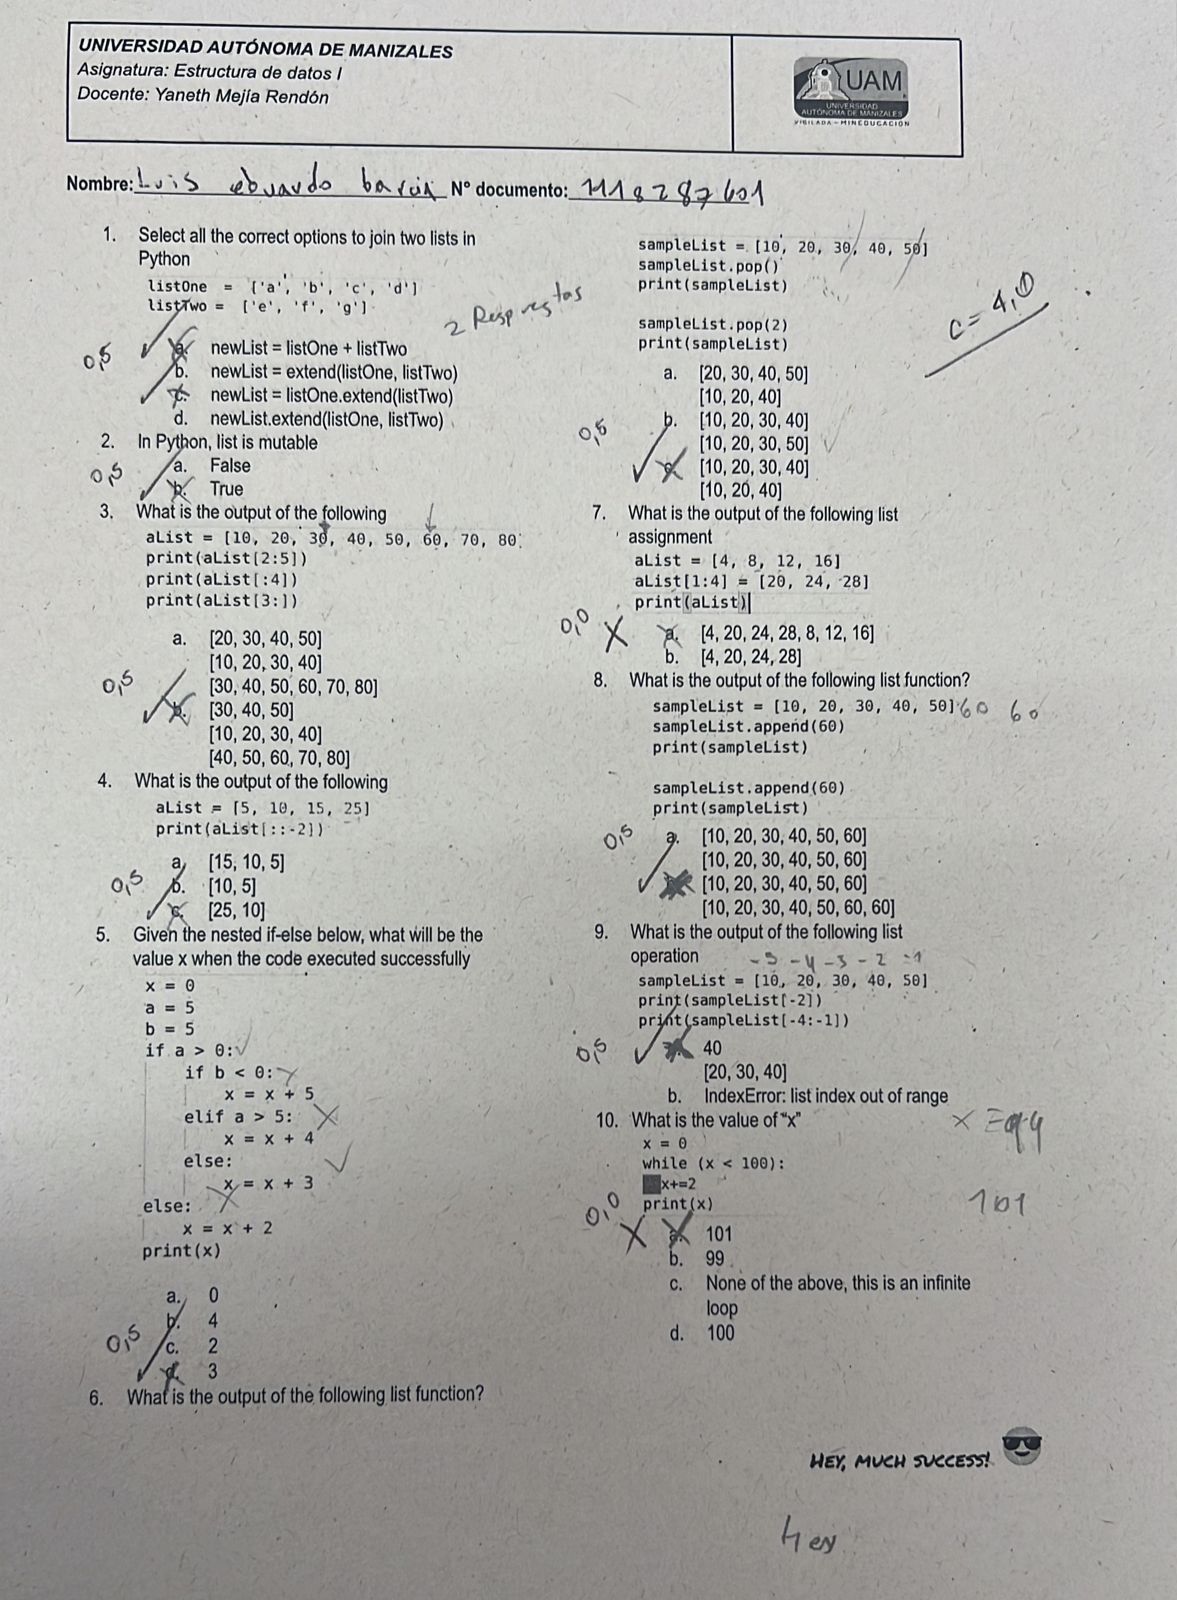 UNIVERSIDAD AUTÓNOMA DE MANIZALES
Asignatura: Estructura de datos I
Docente: Yaneth Mejía Rendón
UAM
UNIVERSIDAD
AUTÓNOMA DE MANIZALES
VIGILADA - MINEDUCACIÓN
Nombre: Luis eduardo N° documento: 1118287601
1. Select all the correct options to join two lists in
Python
listOne = ['a', 'b', 'c', 'd']
listTwo = ['e', 'f', 'g']
2 Respuestas
0,5
a. newList = listOne + listTwo
b. newList = extend(listOne, listTwo)
c. newList = listOne.extend(listTwo)
d. newList.extend(listOne, listTwo)
2. In Python, list is mutable
0,5
a. False
b. True
3. What is the output of the following
aList = [10, 20, 30, 40, 50, 60, 70, 80]
print(aList[2:5])
print(aList[:4])
print(aList[3:])
a. [20, 30, 40, 50]
[10, 20, 30, 40]
0,5 [30, 40, 50, 60, 70, 80]
b. [30, 40, 50]
[10, 20, 30, 40]
[40, 50, 60, 70, 80]
4. What is the output of the following
aList = [5, 10, 15, 25]
print(aList[::-2])
a. [15, 10, 5]
0,5 b. [10, 5]
c. [25, 10]
5. Given the nested if-else below, what will be the
value x when the code executed successfully
x = 0
a = 5
b = 5
if a > 0:
if b < 0:
x = x + 5
elif a > 5:
x = x + 4
else:
x = x + 3
else:
x = x + 2
print(x)
a. 0
b. 4
0,5 c. 2
d. 3
6. What is the output of the following list function?
sampleList = [10, 20, 30, 40, 50]
sampleList.pop()
print(sampleList)
C = 4,0
sampleList.pop(2)
print(sampleList)
a. [20, 30, 40, 50]
[10, 20, 40]
0,5 b. [10, 20, 30, 40]
[10, 20, 30, 50]
c. [10, 20, 30, 40]
[10, 20, 40]
7. What is the output of the following list
assignment
aList = [4, 8, 12, 16]
aList[1:4] = [20, 24, 28]
print(aList)
0,0
a. [4, 20, 24, 28, 8, 12, 16]
b. [4, 20, 24, 28]
8. What is the output of the following list function?
sampleList = [10, 20, 30, 40, 50] 60 60
sampleList.append(60)
print(sampleList)
sampleList.append(60)
print(sampleList)
0,5 a. [10, 20, 30, 40, 50, 60]
[10, 20, 30, 40, 50, 60]
b. [10, 20, 30, 40, 50, 60]
[10, 20, 30, 40, 50, 60, 60]
9. What is the output of the following list
operation -5 -4 -3 -2 -1
sampleList = [10, 20, 30, 40, 50]
print(sampleList[-2])
print(sampleList[-4:-1])
0,5 a. 40
[20, 30, 40]
b. IndexError: list index out of range
10. What is the value of "x"
x = 0
while (x < 100):
x+=2
print(x)
101
0,0 a. 101
b. 99
c. None of the above, this is an infinite
loop
d. 100
HEY, MUCH SUCCESS!